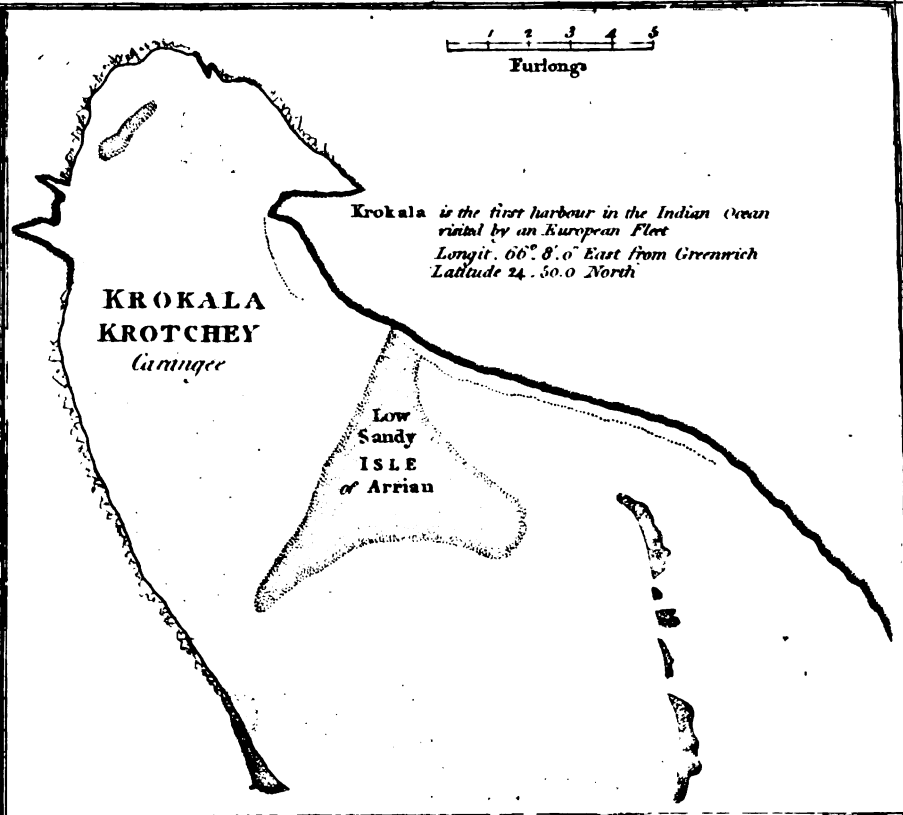 1 2 3 4 5
Furlongs
Krokala is the first harbour in the Indian Ocean
visited by an European Fleet
Longit. 66°. 8'. 0" East from Greenwich
Latitude 24. 50. 0 North
KROKALA
KROTCHEY
Caranger
Low
Sandy
ISLE
of Arrian